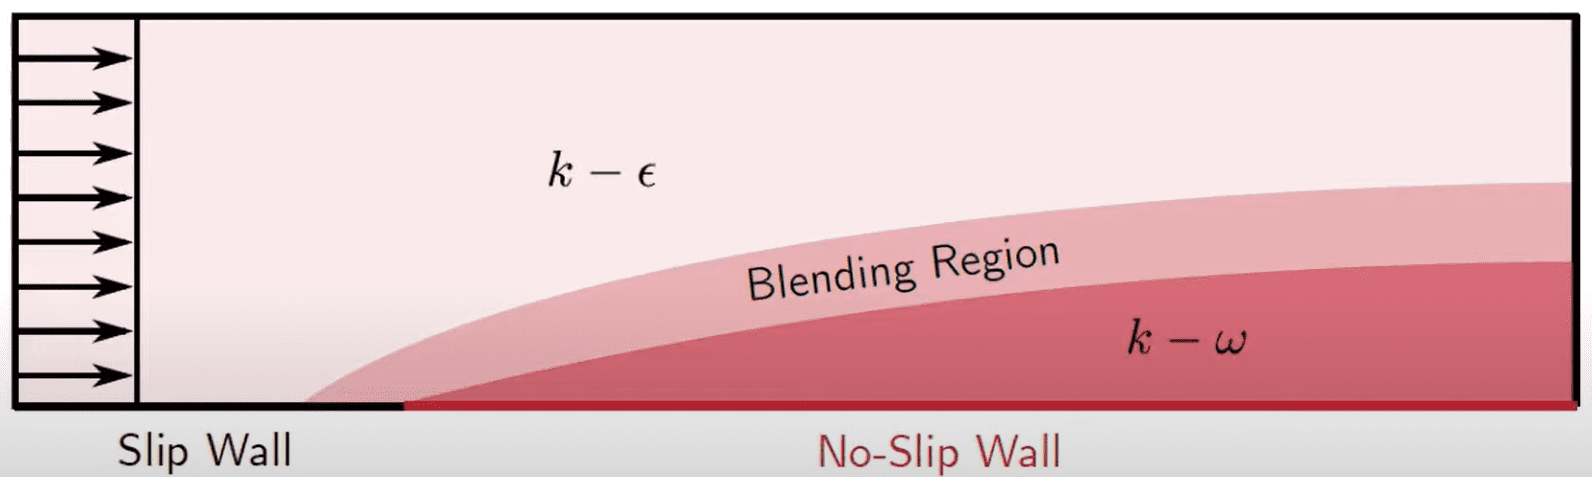 k − ϵ
Blending Region
k − ω
Slip Wall
No-Slip Wall